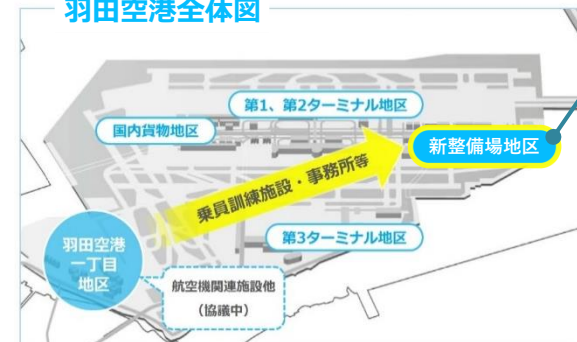 羽田空港全体図
第1、第2ターミナル地区
国内貨物地区
新整備場地区
乗員訓練施設・事務所等
第3ターミナル地区
羽田空港
一丁目
地区
航空機関連施設他
（協議中）